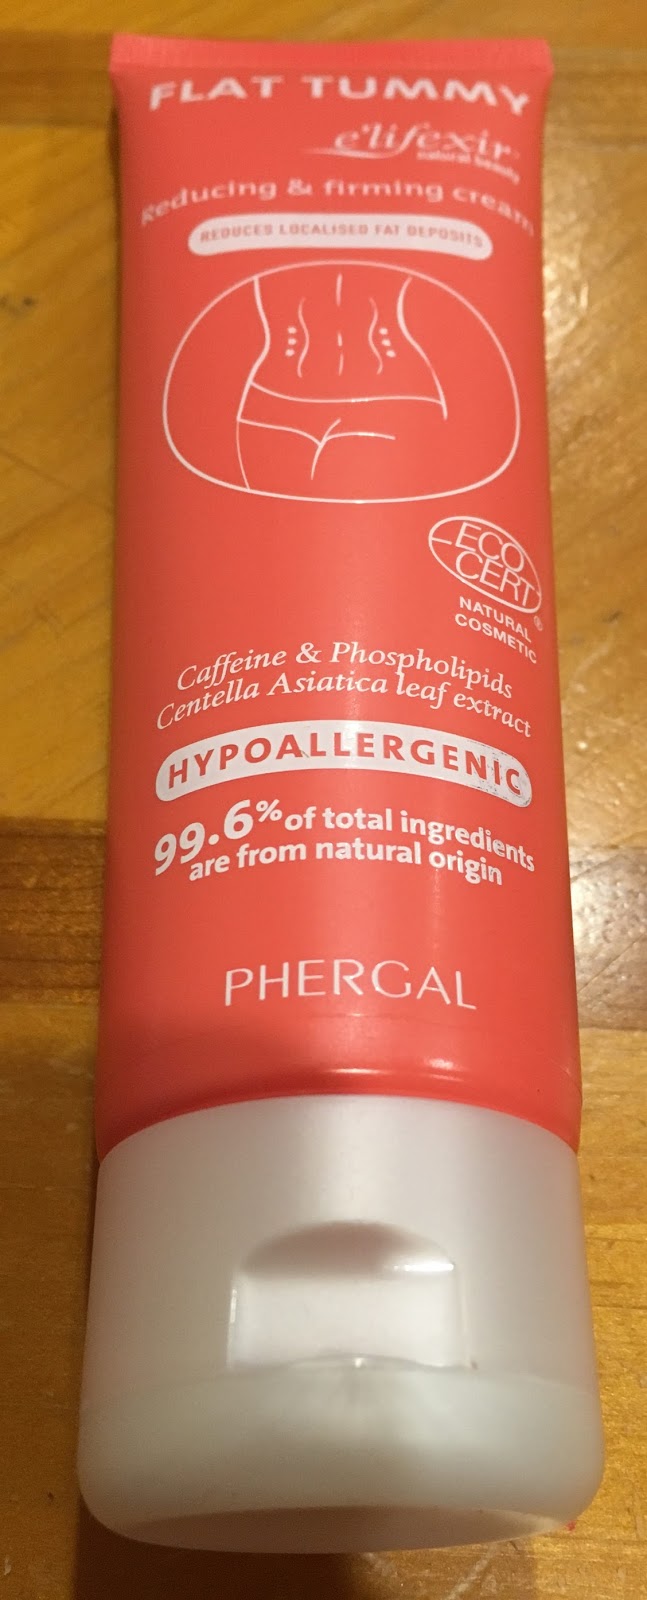 FLAT TUMMY
e'lifexir
natural beauty
Reducing & firming cream
REDUCES LOCALISED FAT DEPOSITS
ECO
CERT®
NATURAL
COSMETIC
Caffeine & Phospholipids
Centella Asiatica leaf extract
HYPOALLERGENIC
99.6% of total ingredients
are from natural origin
PHERGAL